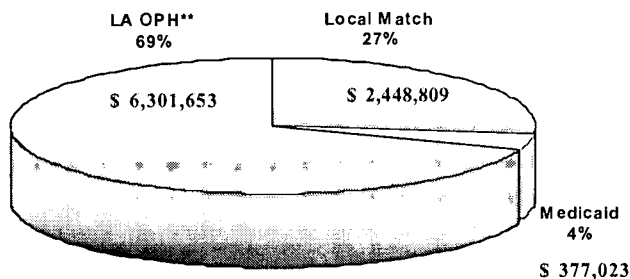 LA OPH**
69%
Local Match
27%
$ 6,301,653
$ 2,448,809
Medicaid
4%
$ 377,023